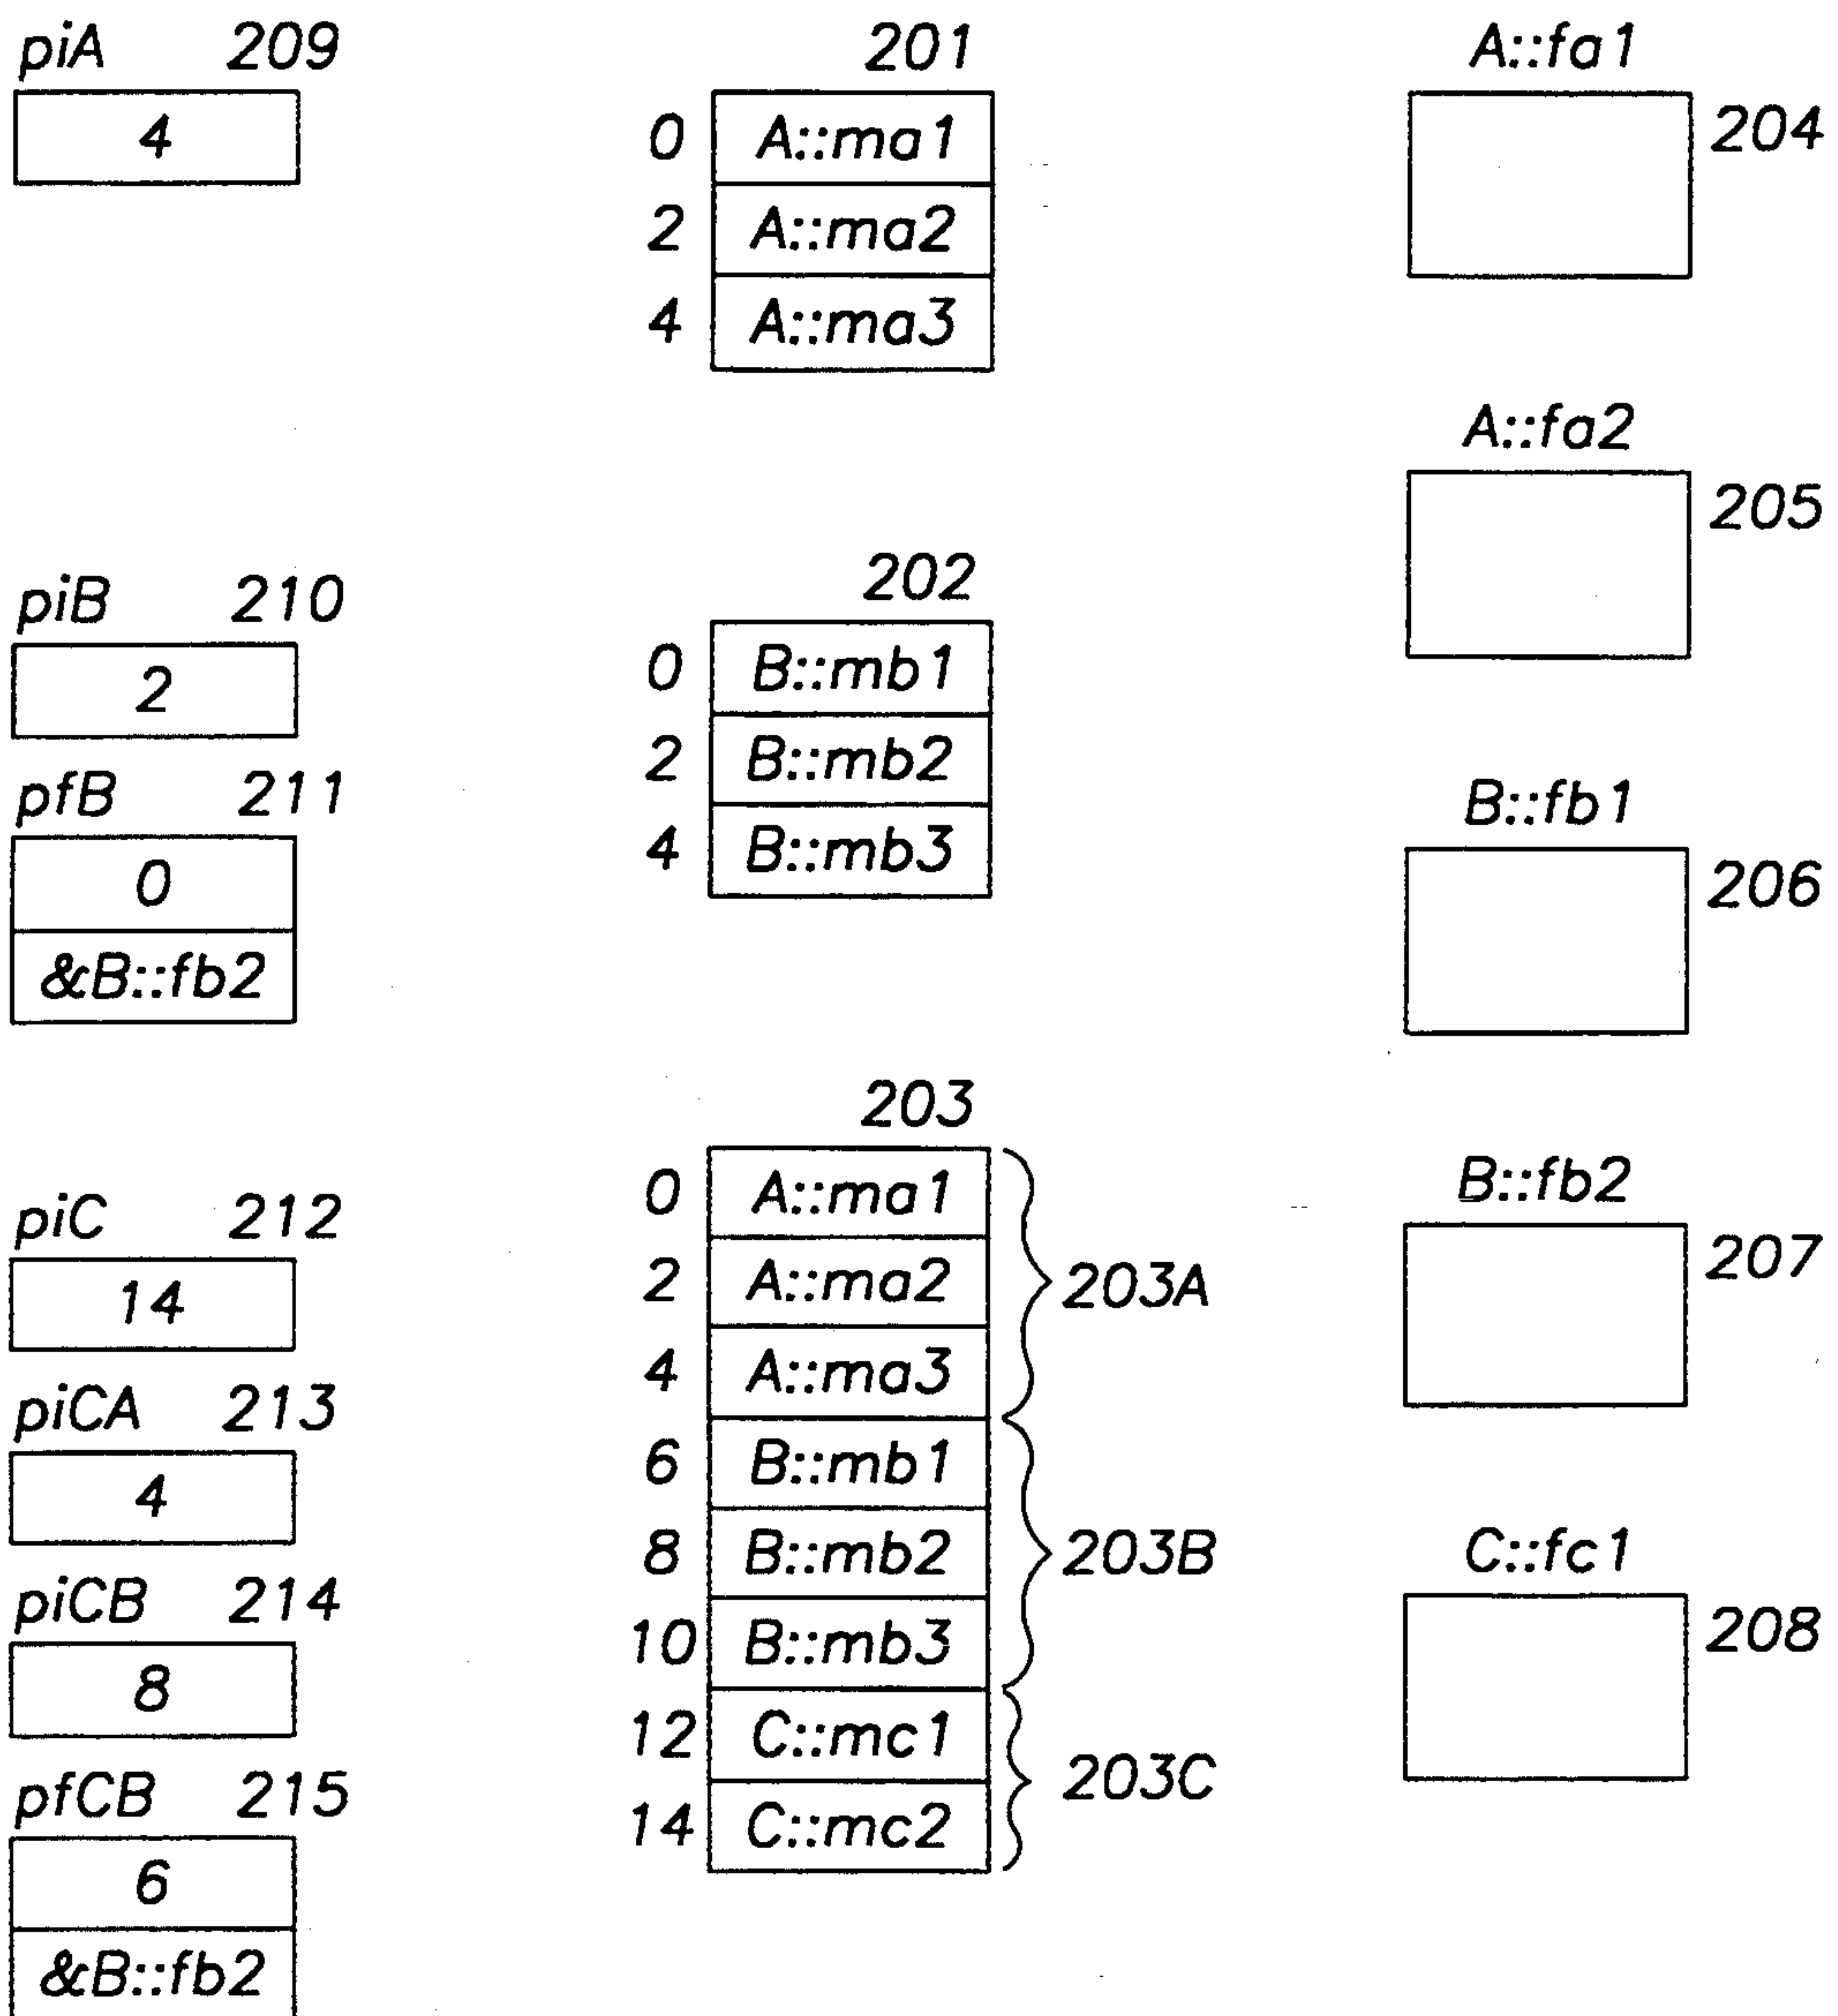 piA 209
4
piB 210
2
pfB 211
0
&B::fb2
piC 212
14
piCA 213
4
piCB 214
8
pfCB 215
6
&B::fb2
201
0 A::ma1
2 A::ma2
4 A::ma3
202
0 B::mb1
2 B::mb2
4 B::mb3
203
0 A::ma1
2 A::ma2
4 A::ma3
203A
6 B::mb1
8 B::mb2
10 B::mb3
203B
12 C::mc1
14 C::mc2
203C
A::fa1
204
A::fa2
205
B::fb1
206
B::fb2
207
C::fc1
208